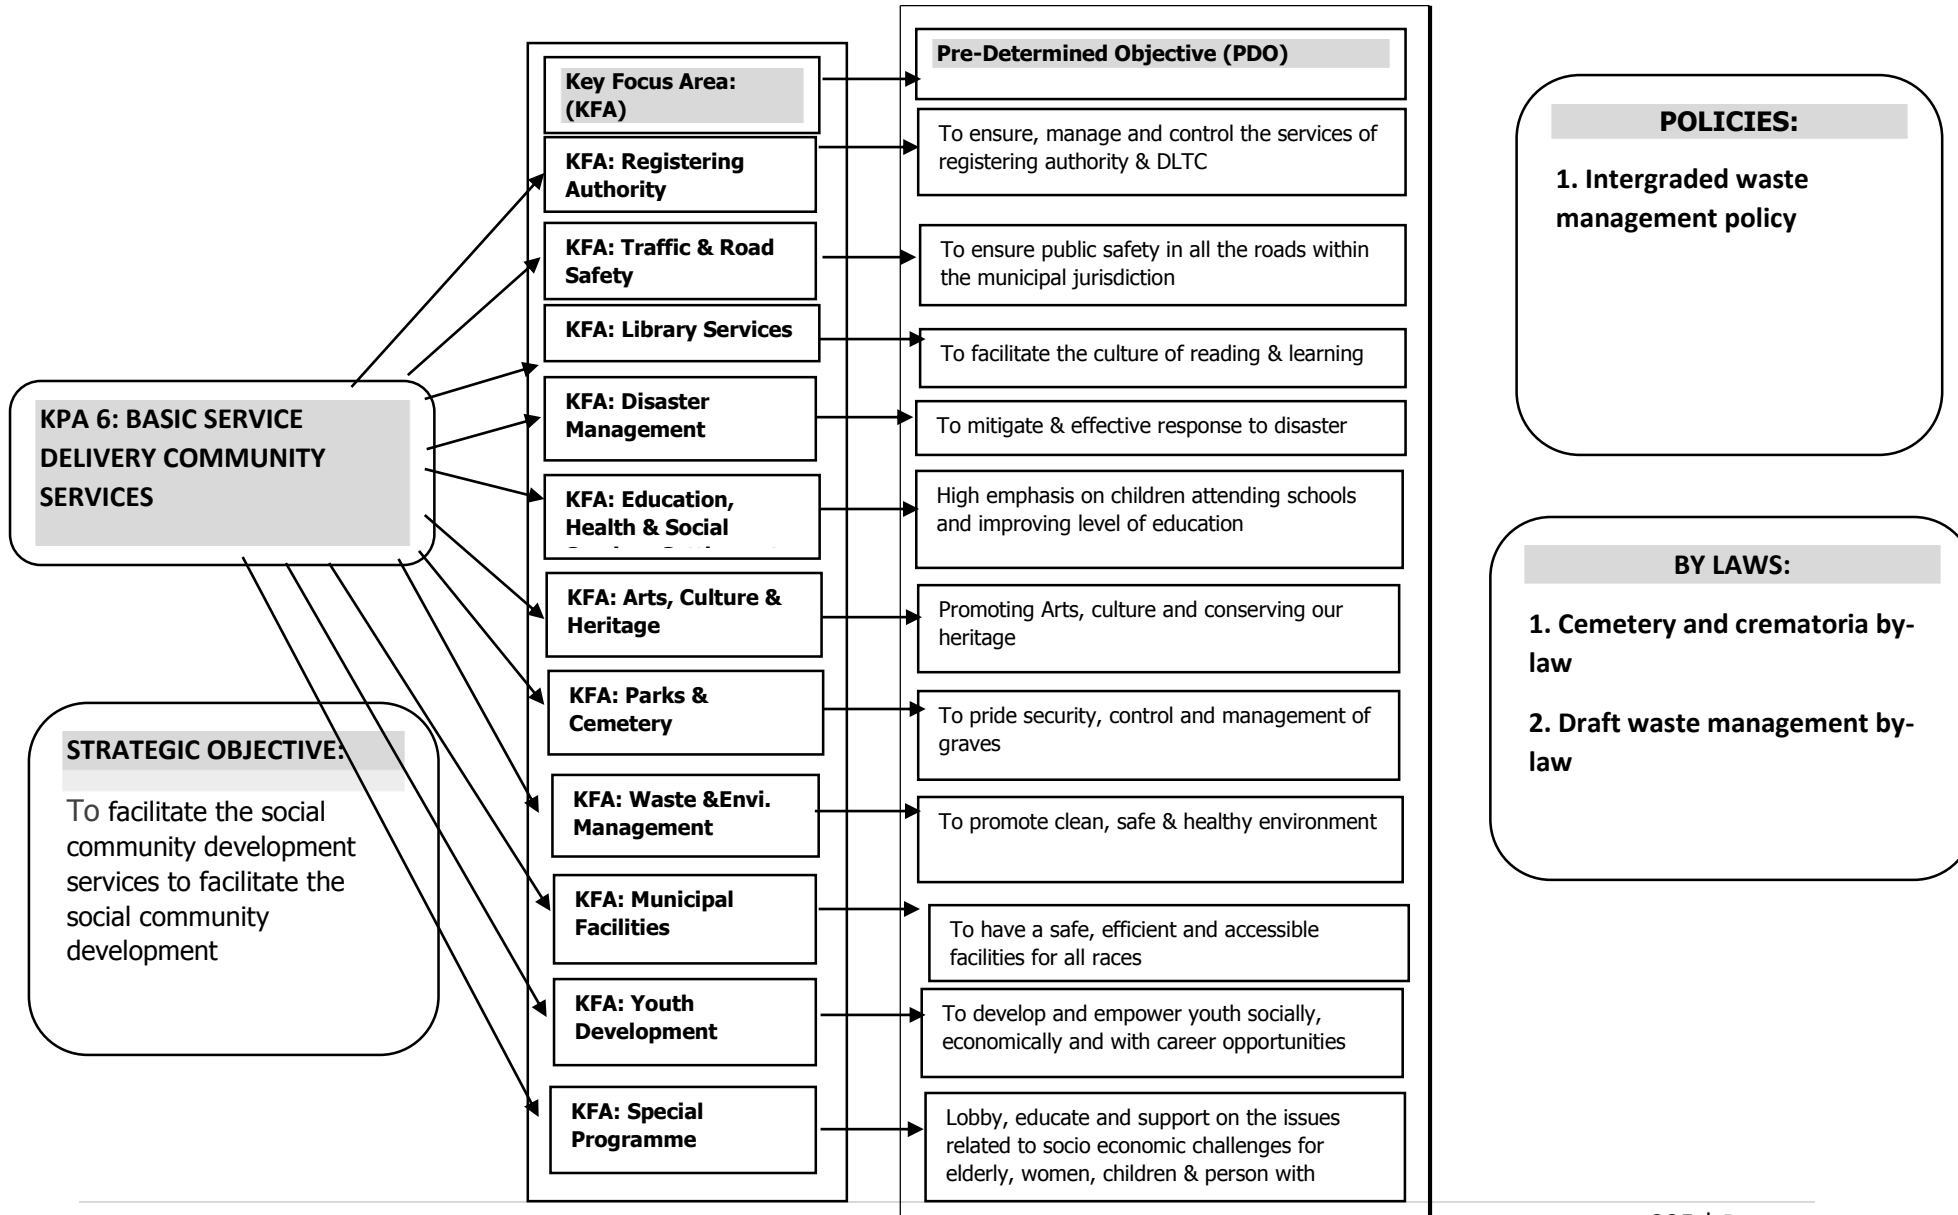 Key Focus Area:
(KFA)
Pre-Determined Objective (PDO)
KFA: Registering
Authority
To ensure, manage and control the services of
registering authority & DLTC
KFA: Traffic & Road
Safety
To ensure public safety in all the roads within
the municipal jurisdiction
KFA: Library Services
To facilitate the culture of reading & learning
KFA: Disaster
Management
To mitigate & effective response to disaster
KFA: Education,
Health & Social
High emphasis on children attending schools
and improving level of education
KFA: Arts, Culture &
Heritage
Promoting Arts, culture and conserving our
heritage
KFA: Parks &
Cemetery
To pride security, control and management of
graves
KFA: Waste &Envi.
Management
To promote clean, safe & healthy environment
KFA: Municipal
Facilities
To have a safe, efficient and accessible
facilities for all races
KFA: Youth
Development
To develop and empower youth socially,
economically and with career opportunities
KFA: Special
Programme
Lobby, educate and support on the issues
related to socio economic challenges for
elderly, women, children & person with
KPA 6: BASIC SERVICE
DELIVERY COMMUNITY
SERVICES
STRATEGIC OBJECTIVE:
To facilitate the social
community development
services to facilitate the
social community
development
POLICIES:
1. Intergraded waste
management policy
BY LAWS:
1. Cemetery and crematoria by-
law
2. Draft waste management by-
law